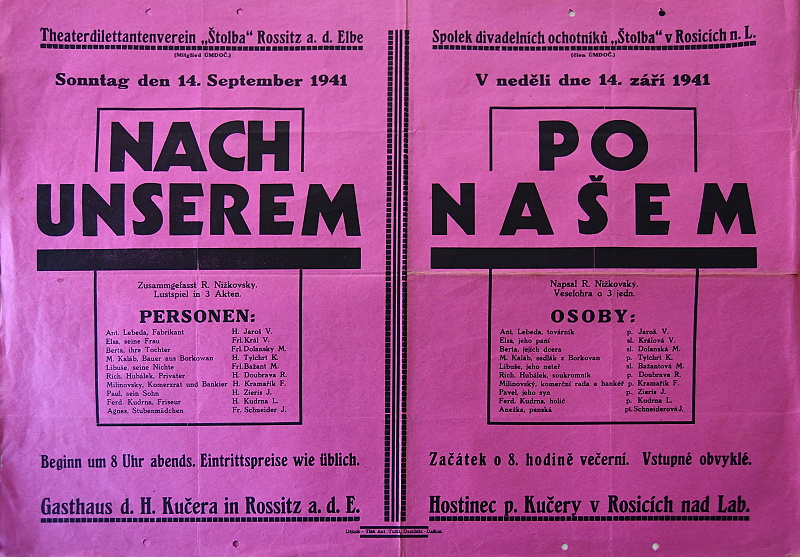 Theaterdilettantenverein „Štolba" Rossitz a. d. Elbe
(Mitglied ÚMDOČ.)
Sonntag den 14. September 1941
NACH
UNSEREM
Zusammgefasst R. Nižkovsky.
Lustspiel in 3 Akten.
PERSONEN:
Ant. Lebeda, Fabrikant H. Jaroš V.
Elsa, seine Frau Frl. Král V.
Berta, ihre Tochter Frl. Dolansky M.
M. Kaláb, Bauer aus Borkowan H. Tylchrt K.
Libuše, seine Nichte Frl. Bažant M.
Rich. Hubálek, Privater H. Doubrava R.
Milinovsky, Komerzrat und Bankier H. Kramařík F.
Paul, sein Sohn H. Zieris J.
Ferd. Kudrna, Friseur H. Kudrna L.
Agnes, Stubenmädchen Fr. Schneider J.
Beginn um 8 Uhr abends. Eintrittspreise wie üblich.
Gasthaus d. H. Kučera in Rossitz a. d. E.
Spolek divadelních ochotníků „Štolba" v Rosicích n. L.
(člen ÚMDOČ.)
V neděli dne 14. září 1941
PO
NAŠEM
Napsal R. Nižkovský.
Veselohra o 3 jedn.
OSOBY:
Ant. Lebeda, továrník p. Jaroš V.
Elsa, jeho paní sl. Králová V.
Berta, jejich dcera sl. Dolanská M.
M. Kaláb, sedlák z Borkovan p. Tylchrt K.
Libuše, jeho neteř sl. Bažantová M.
Rich. Hubálek, soukromník p. Doubrava R.
Milinovský, komerční rada a bankéř p. Kramařík F.
Pavel, jeho syn p. Zieris J.
Ferd. Kudrna, holič p. Kudrna L.
Anežka, panská pí. Schneiderová J.
Začátek o 8. hodině večerní. Vstupné obvyklé.
Hostinec p. Kučery v Rosicích nad Lab.